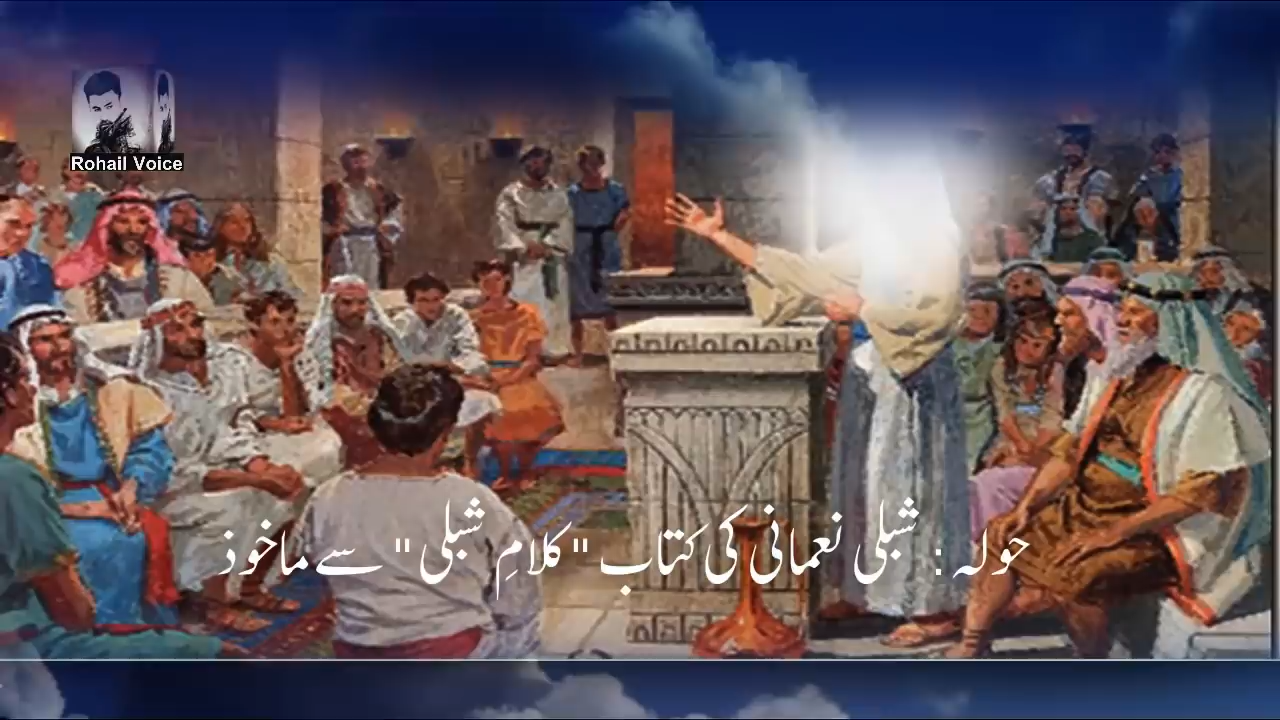 Rohail Voice
حولہ : شبلی نعمانی کی کتاب "کلامِ شبلی" سے ماخوذ